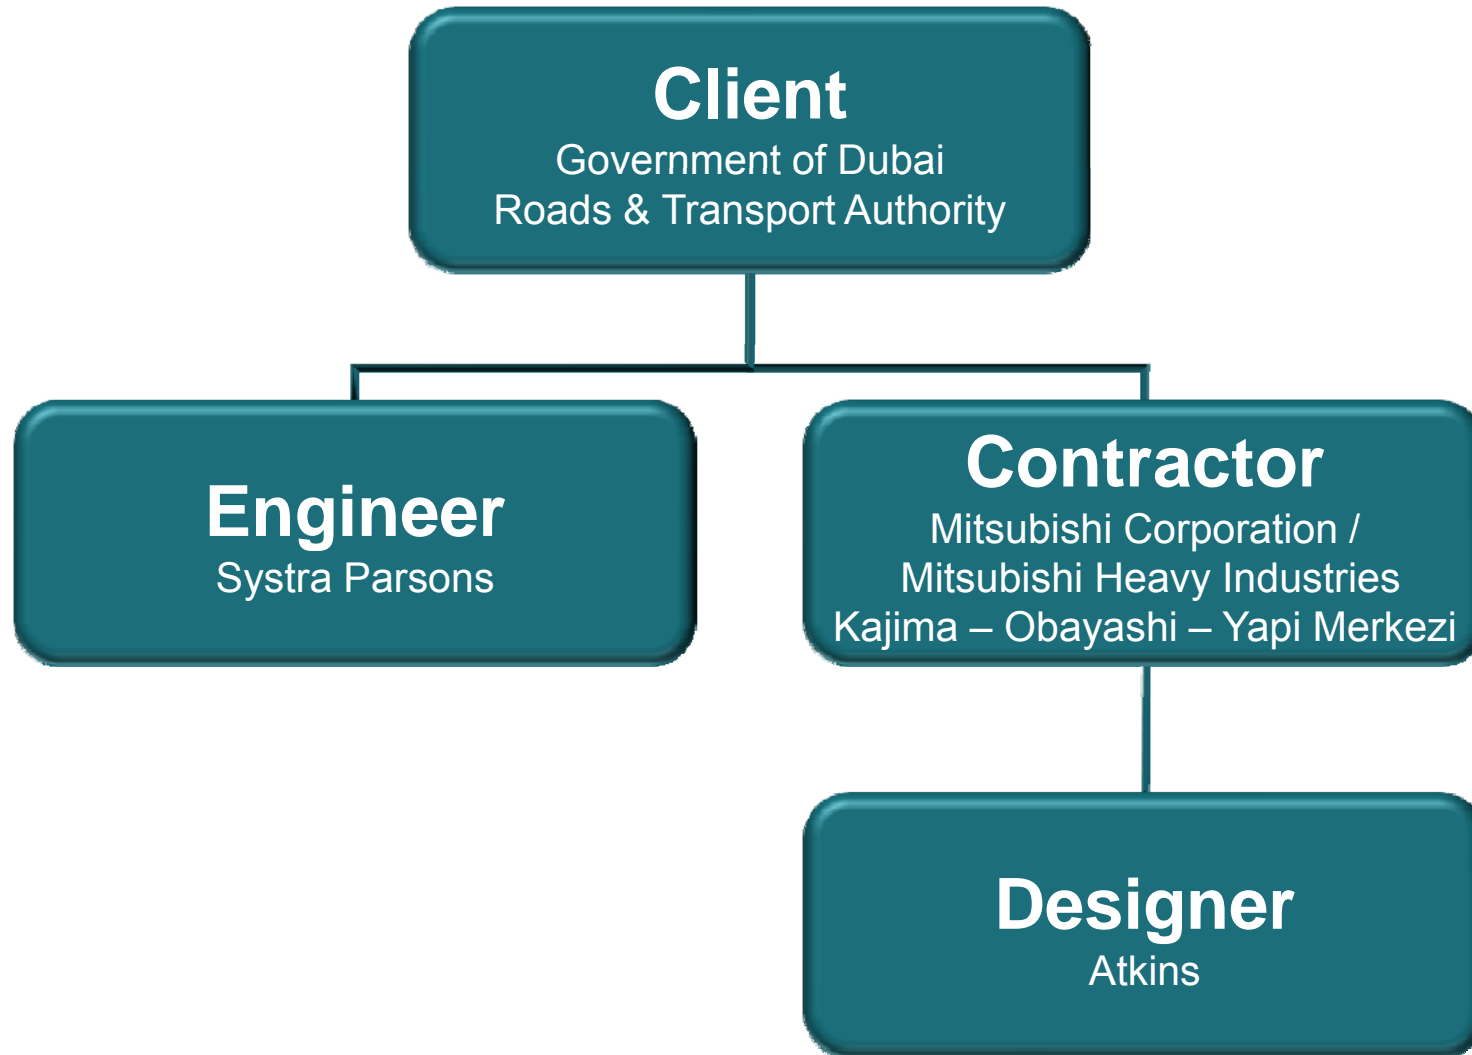 Client
Government of Dubai
Roads & Transport Authority
Engineer
Systra Parsons
Contractor
Mitsubishi Corporation /
Mitsubishi Heavy Industries
Kajima – Obayashi – Yapi Merkezi
Designer
Atkins